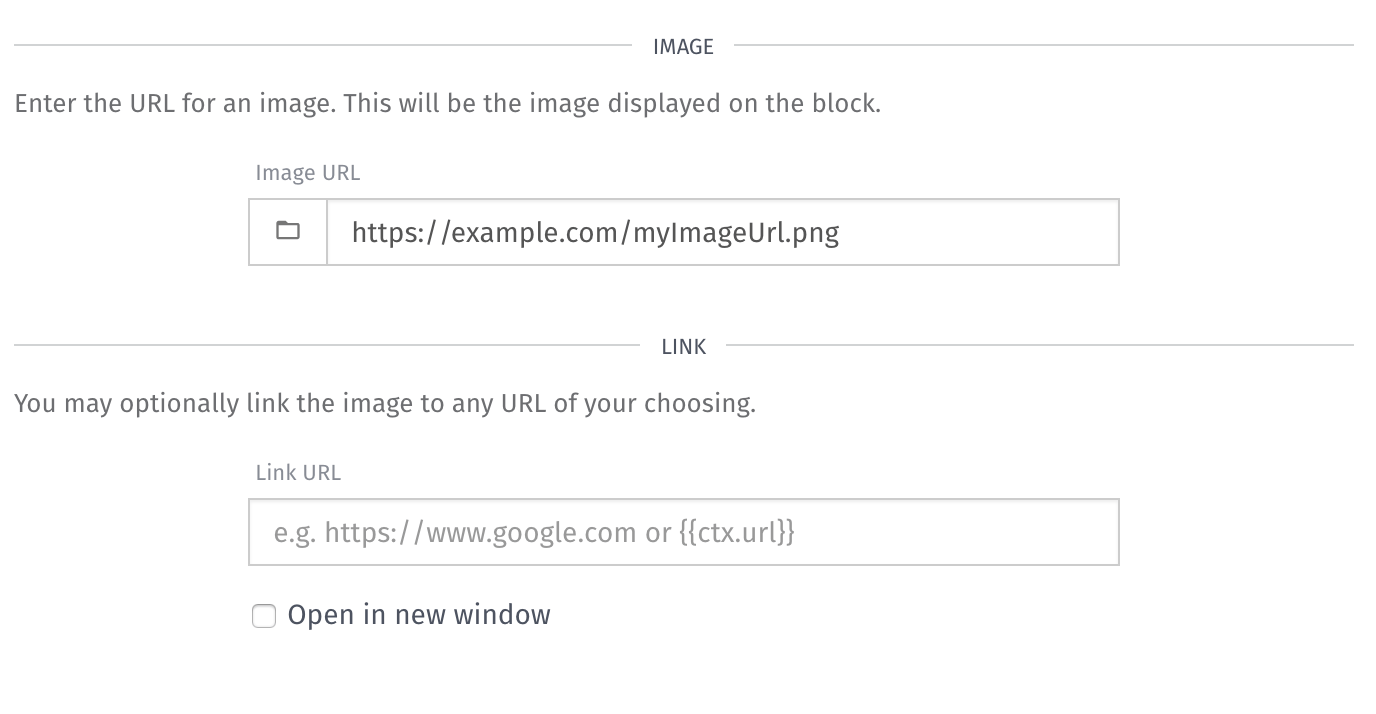 IMAGE
Enter the URL for an image. This will be the image displayed on the block.
Image URL
https://example.com/myImageUrl.png
LINK
You may optionally link the image to any URL of your choosing.
Link URL
e.g. https://www.google.com or {{ctx.url}}
Open in new window